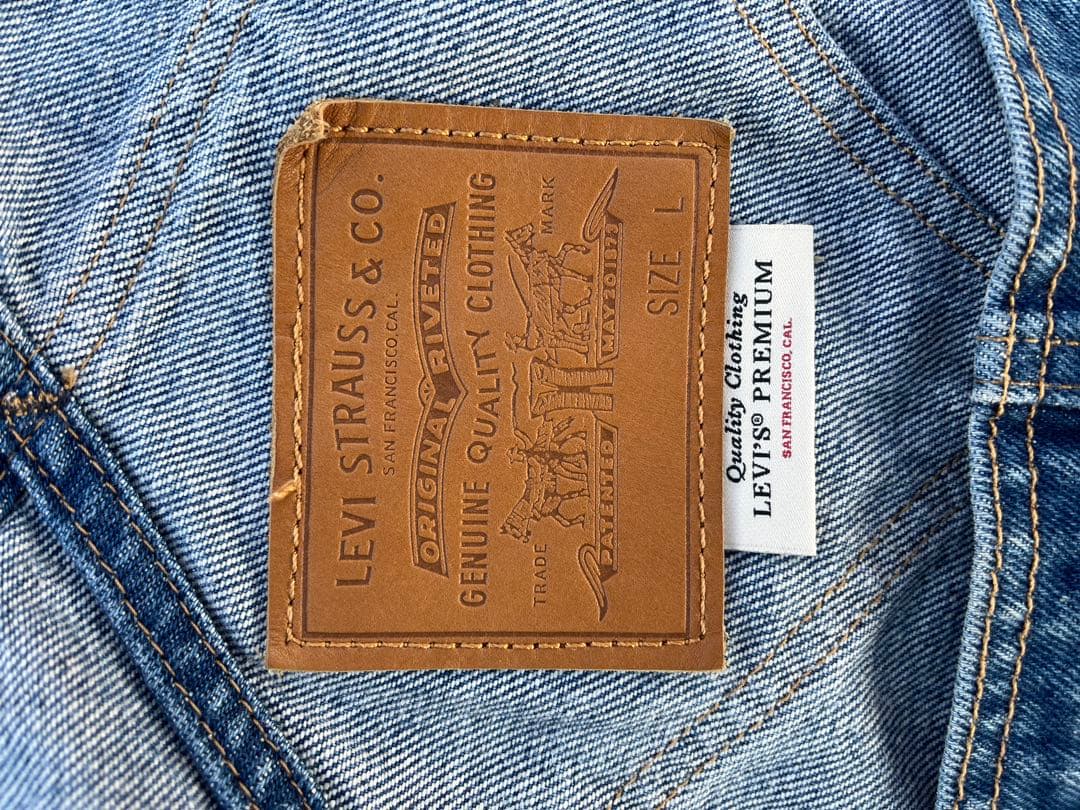 LEVI STRAUSS & CO.
SAN FRANCISCO, CAL.
ORIGINAL RIVETED
GENUINE QUALITY CLOTHING
TRADE MARK
PATENTED MAY 20 1873
SIZE L
Quality Clothing
LEVI'S® PREMIUM
SAN FRANCISCO, CAL.